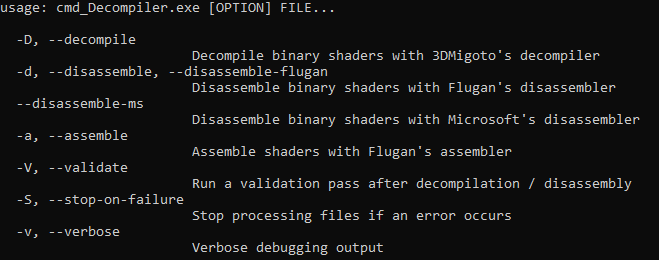 usage: cmd_Decompiler.exe [OPTION] FILE...
-D, --decompile
Decompile binary shaders with 3DMigoto's decompiler
-d, --disassemble, --disassemble-flugan
Disassemble binary shaders with Flugan's disassembler
--disassemble-ms
Disassemble binary shaders with Microsoft's disassembler
-a, --assemble
Assemble shaders with Flugan's assembler
-V, --validate
Run a validation pass after decompilation / disassembly
-S, --stop-on-failure
Stop processing files if an error occurs
-v, --verbose
Verbose debugging output